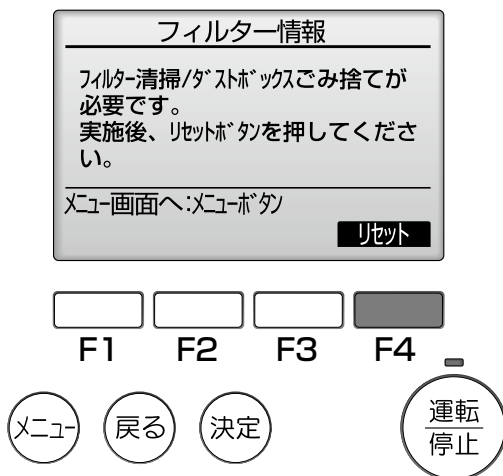 フィルター情報
フィルター清掃/ダストボックスごみ捨てが
必要です。
実施後、リセットボタンを押してくださ
い。
メニュー画面へ:メニューボタン
リセット
F1 F2 F3 F4
メニュー 戻る 決定 運転
停止